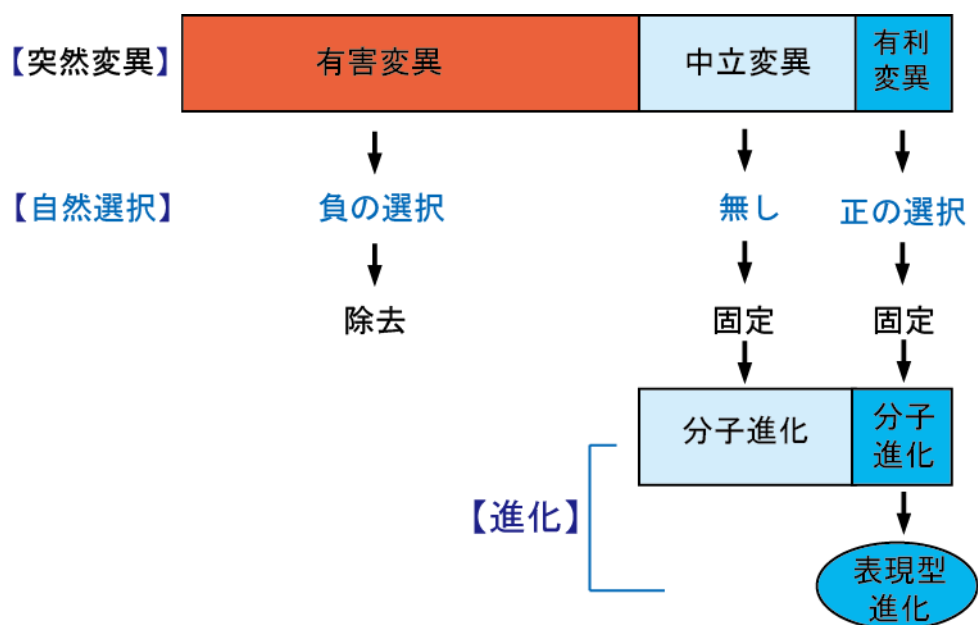 【突然変異】
有害変異
中立変異
有利
変異
【自然選択】
負の選択
無し
正の選択
除去
固定
固定
分子進化
分子
進化
【進化】
表現型
進化